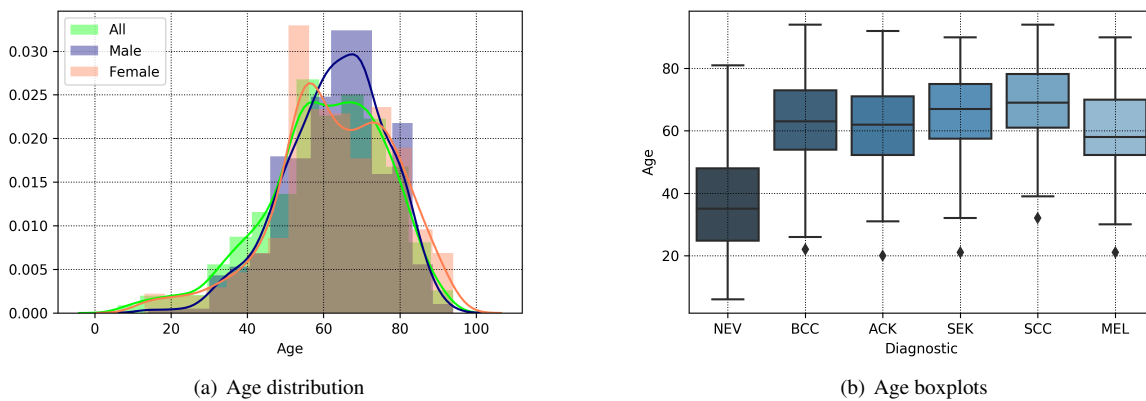 All
Male
Female
0.030
0.025
0.020
0.015
0.010
0.005
0.000
0 20 40 60 80 100
Age
(a) Age distribution
Age
80
60
40
20
NEV BCC ACK SEK SCC MEL
Diagnostic
(b) Age boxplots